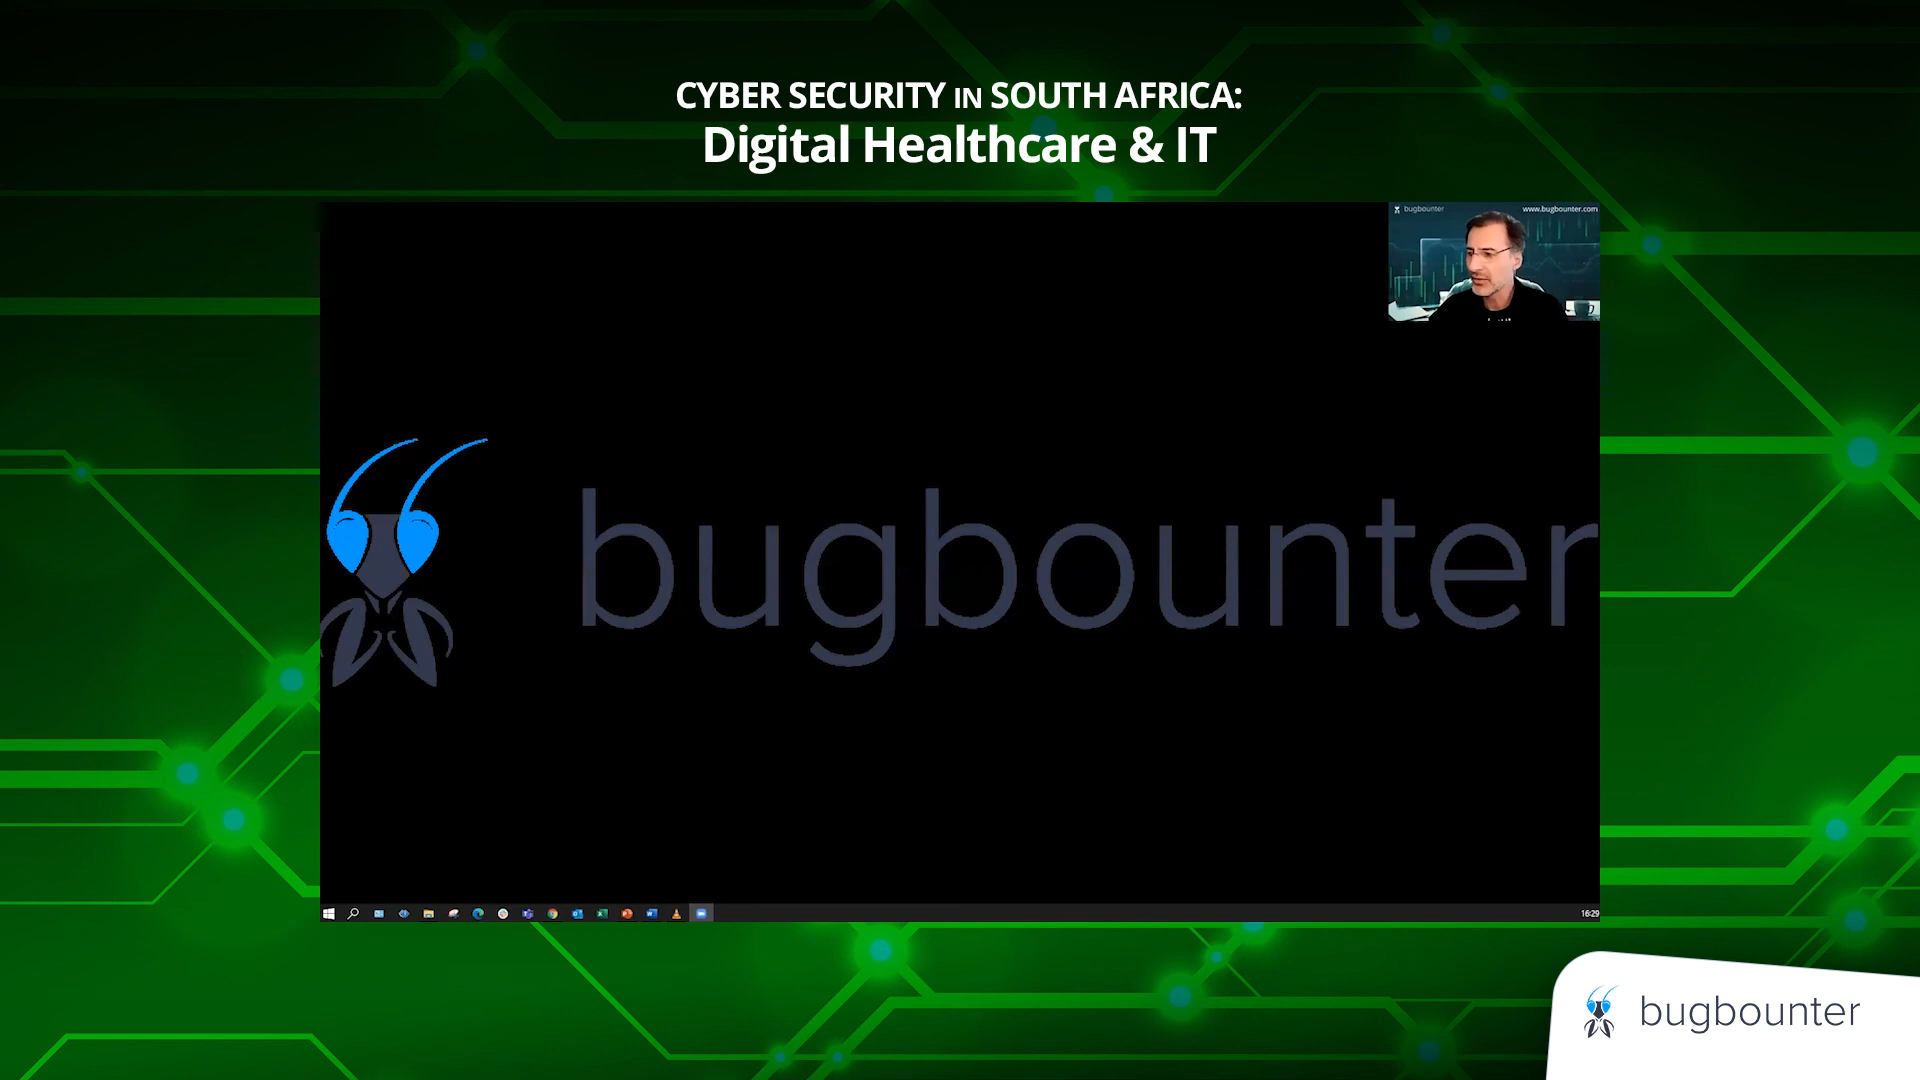 CYBER SECURITY IN SOUTH AFRICA:
Digital Healthcare & IT
bugbounter
www.bugbounter.com
bugbounter
16:29
bugbounter